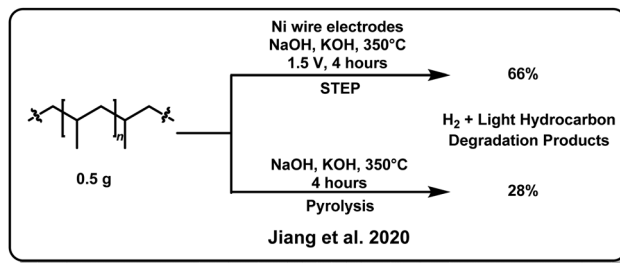 Ni wire electrodes
NaOH, KOH, 350°C
1.5 V, 4 hours
STEP
66%
n
0.5 g
H2 + Light Hydrocarbon
Degradation Products
NaOH, KOH, 350°C
4 hours
Pyrolysis
28%
Jiang et al. 2020